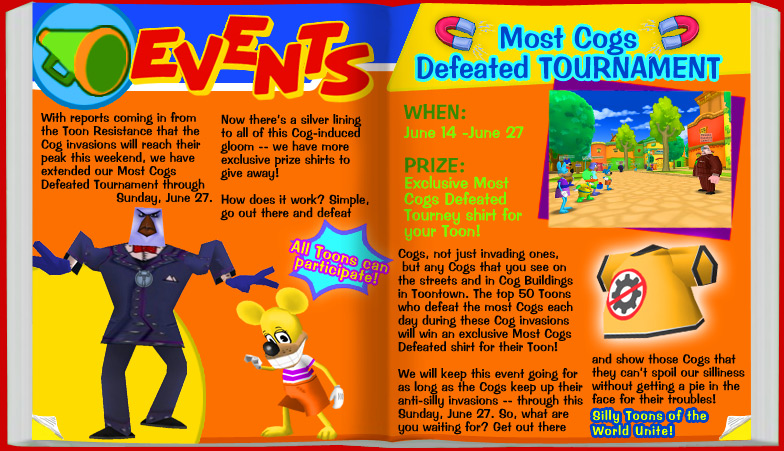 EVENTS
With reports coming in from
the Toon Resistance that the
Cog invasions will reach their
peak this weekend, we have
extended our Most Cogs
Defeated Tournament through
Sunday, June 27.
Now there's a silver lining
to all of this Cog-induced
gloom -- we have more
exclusive prize shirts to
give away!
How does it work? Simple,
go out there and defeat
All Toons can
participate!
Most Cogs
Defeated TOURNAMENT
WHEN:
June 14 -June 27
PRIZE:
Exclusive Most
Cogs Defeated
Tourney shirt for
your Toon!
Cogs, not just invading ones,
but any Cogs that you see on
the streets and in Cog Buildings
in Toontown. The top 50 Toons
who defeat the most Cogs each
day during these Cog invasions
will win an exclusive Most Cogs
Defeated shirt for their Toon!
We will keep this event going for
as long as the Cogs keep up their
anti-silly invasions -- through this
Sunday, June 27. So, what are
you waiting for? Get out there
and show those Cogs that
they can't spoil our silliness
without getting a pie in the
face for their troubles!
Silly Toons of the
World Unite!